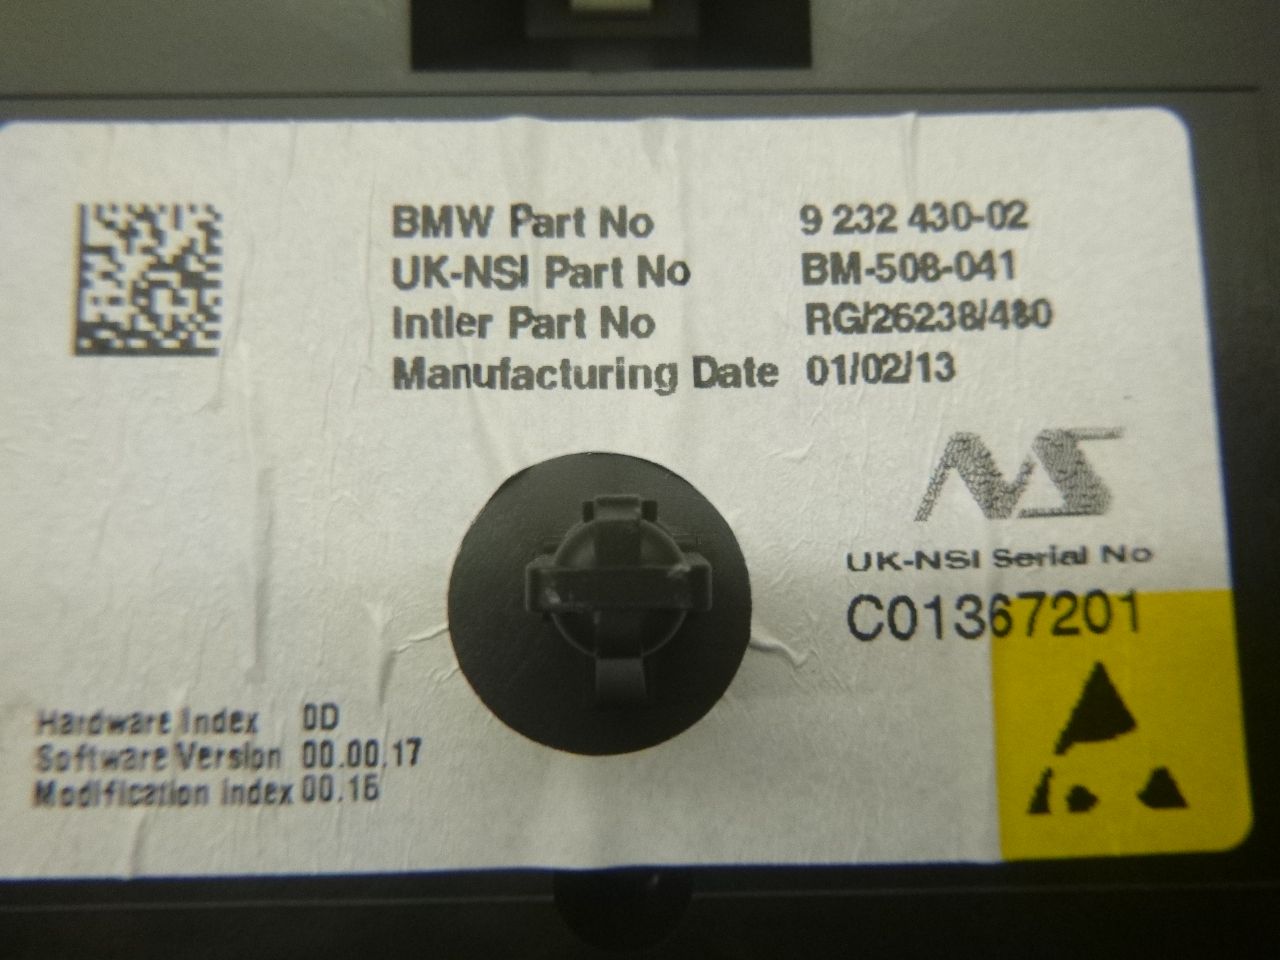 BMW Part No 9 232 430-02
UK-NSI Part No BM-508-041
Intler Part No RG/26238/480
Manufacturing Date 01/02/13
NS
UK-NSI Serial No
C01367201
Hardware Index 0D
Software Version 00.00.17
Modification index 00.16